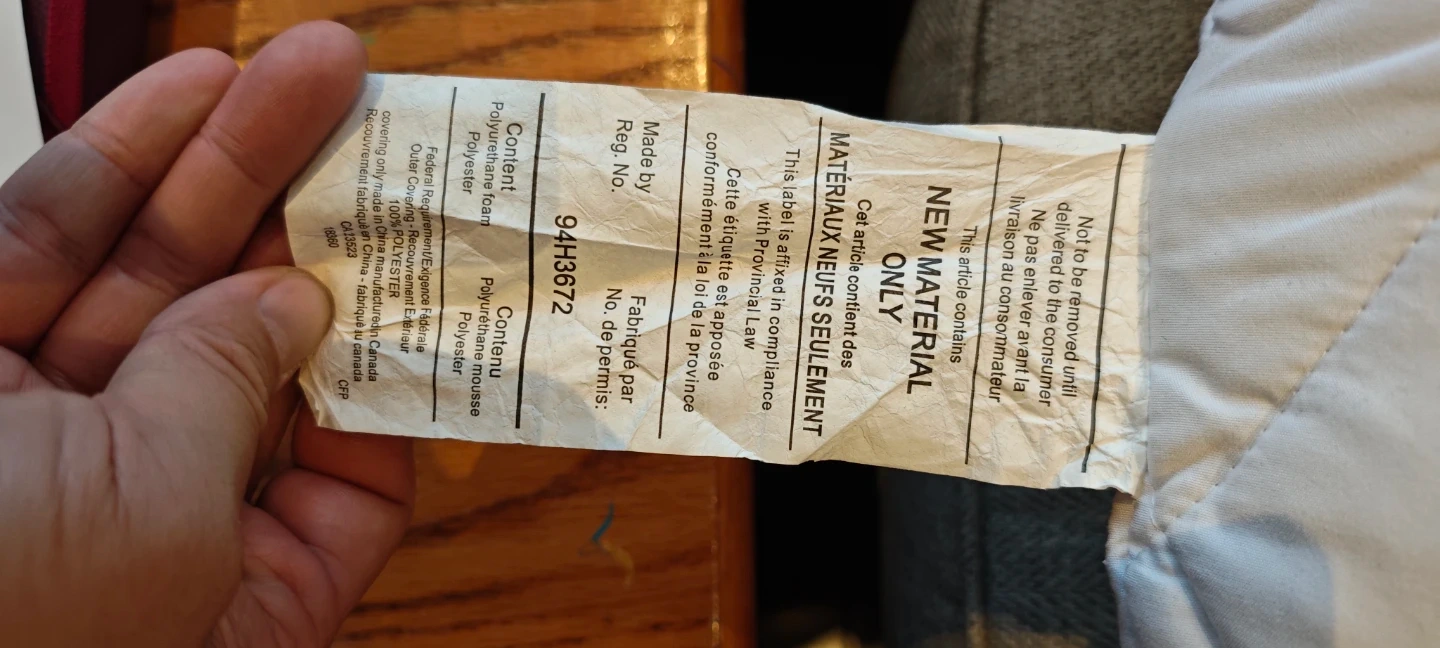 Not to be removed until
delivered to the consumer
Ne pas enlever avant la
livraison au consommateur
This article contains
NEW MATERIAL
ONLY
Cet article contient des
MATÉRIAUX NEUFS SEULEMENT
This label is affixed in compliance
with Provincial Law
Cette étiquette est apposée
conformément à la loi de la province
Made by Fabriqué par
Reg. No. No. de permis:
94H3672
Content Contenu
Polyurethane foam Polyuréthane mousse
Polyester Polyester
Federal Requirement/Exigence Fédérale
Outer Covering - Recouvrement Extérieur
100% POLYESTER
covering only made in China manufactured in Canada
Recouvrement fabriqué en China - fabriqué au canada
CA13523 CFP